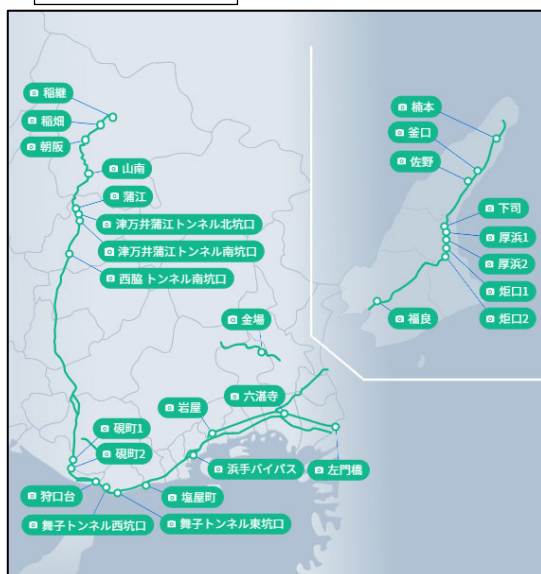 稲継
稲畑
朝阪
山南
蒲江
津万井蒲江トンネル北坑口
津万井蒲江トンネル南坑口
西脇トンネル南坑口
金場
六湛寺
岩屋
硯町1
硯町2
浜手バイパス
左門橋
狩口台
塩屋町
舞子トンネル西坑口
舞子トンネル東坑口
楠本
釜口
佐野
下司
厚浜1
厚浜2
炬口1
炬口2
福良